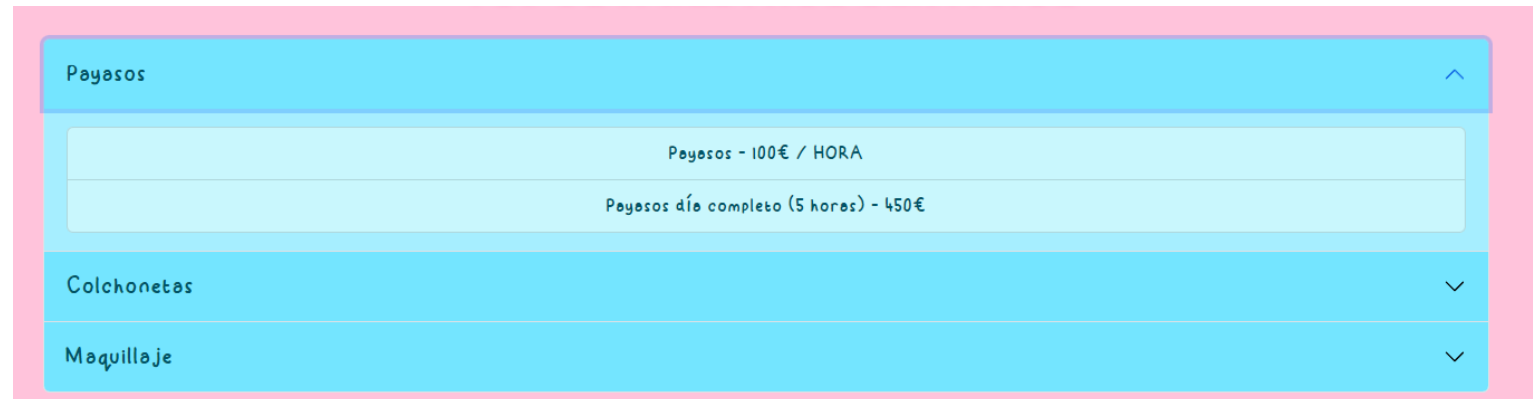 Payasos
Payasos - 100€ / HORA
Payasos día completo (5 horas) - 450€
Colchonetas
Maquillaje